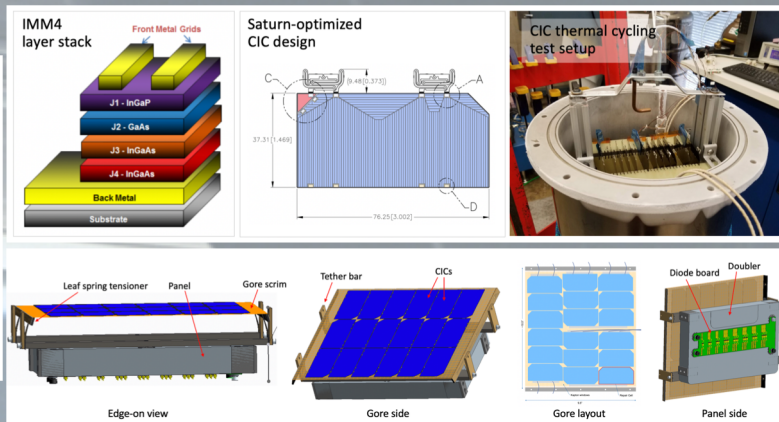 IMM4
layer stack
Front Metal Grids
J1 - InGaP
J2 - GaAs
J3 - InGaAs
J4 - InGaAs
Back Metal
Substrate
Saturn-optimized
CIC design
C
[9.48[0.373]]
A
37.31[1.469]
D
76.25[3.002]
CIC thermal cycling
test setup
Leaf spring tensioner
Panel
Gore scrim
Edge-on view
Tether bar
CICs
Gore side
Gore layout
Diode board
Doubler
Panel side